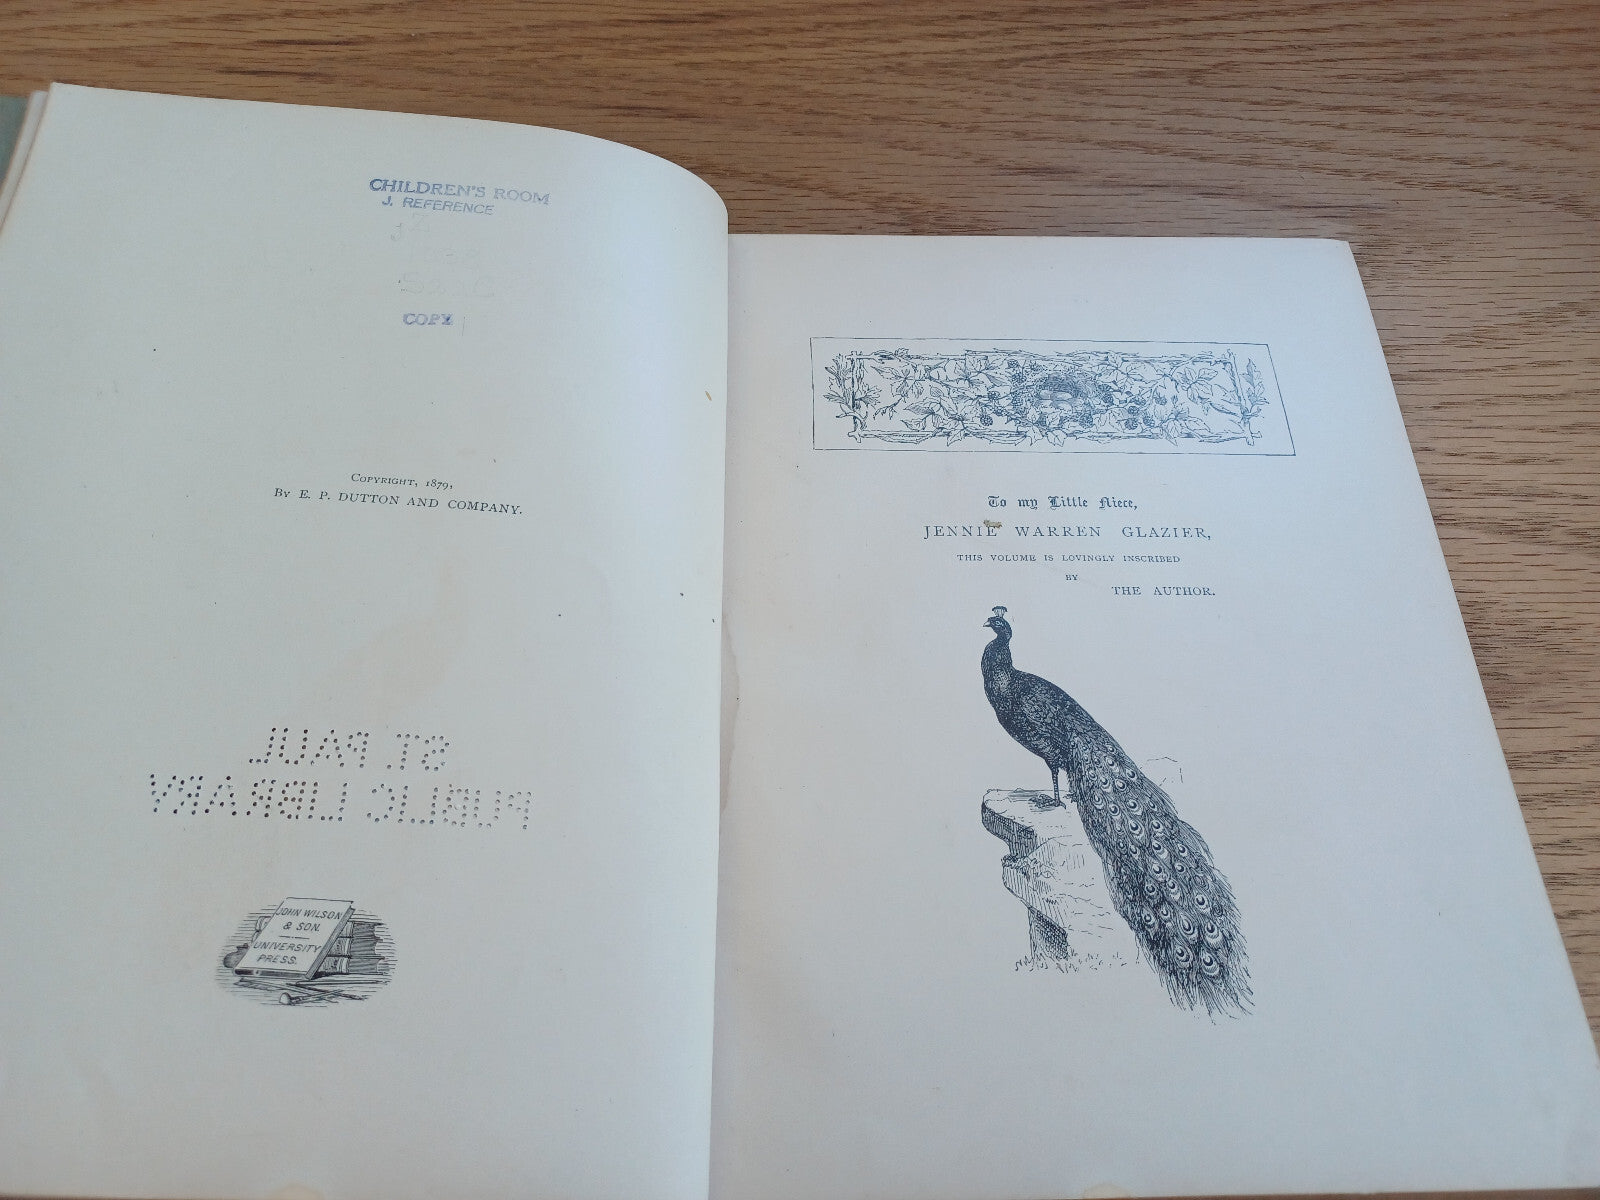 CHILDREN'S ROOM
J. REFERENCE
COPY
COPYRIGHT, 1879,
BY E. P. DUTTON AND COMPANY.
ST. PAUL
PUBLIC LIBRARY
JOHN WILSON
& SON.
UNIVERSITY
PRESS.
To my Little Niece,
JENNIE WARREN GLAZIER,
THIS VOLUME IS LOVINGLY INSCRIBED
BY
THE AUTHOR.